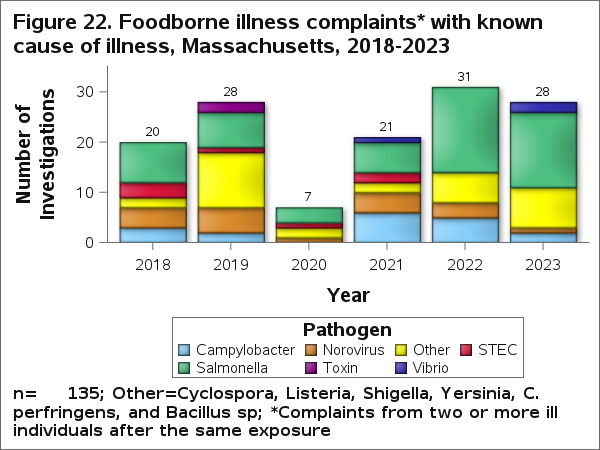 Figure 22. Foodborne illness complaints* with known
cause of illness, Massachusetts, 2018-2023
Number of
Investigations
30
20
10
0
20
28
7
21
31
28
2018 2019 2020 2021 2022 2023
Year
Pathogen
Campylobacter Norovirus Other STEC
Salmonella Toxin Vibrio
n= 135; Other=Cyclospora, Listeria, Shigella, Yersinia, C.
perfringens, and Bacillus sp; *Complaints from two or more ill
individuals after the same exposure